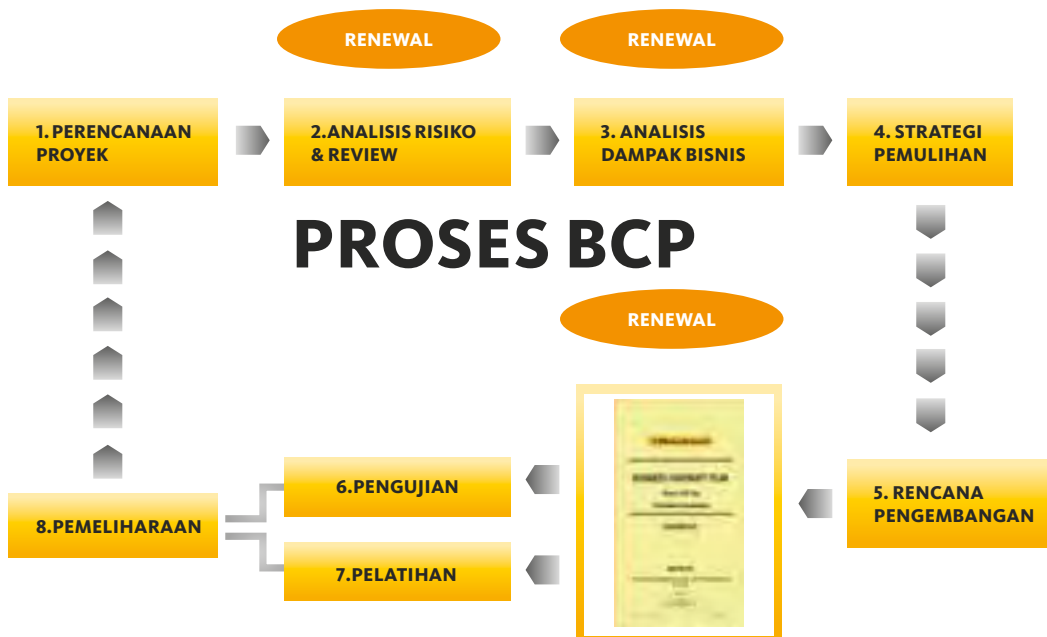 RENEWAL
RENEWAL
1. PERENCANAAN
PROYEK
2.ANALISIS RISIKO
& REVIEW
3. ANALISIS
DAMPAK BISNIS
4. STRATEGI
PEMULIHAN
PROSES BCP
RENEWAL
5. RENCANA
PENGEMBANGAN
6.PENGUJIAN
7.PELATIHAN
8.PEMELIHARAAN